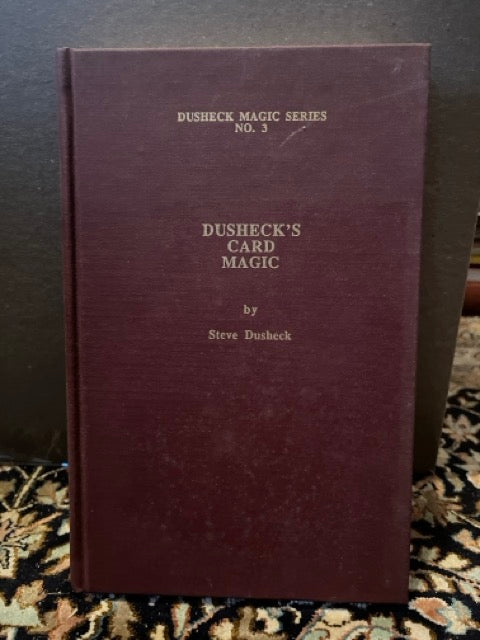 DUSHECK MAGIC SERIES
NO. 3
DUSHECK'S
CARD
MAGIC
by
Steve Dusheck